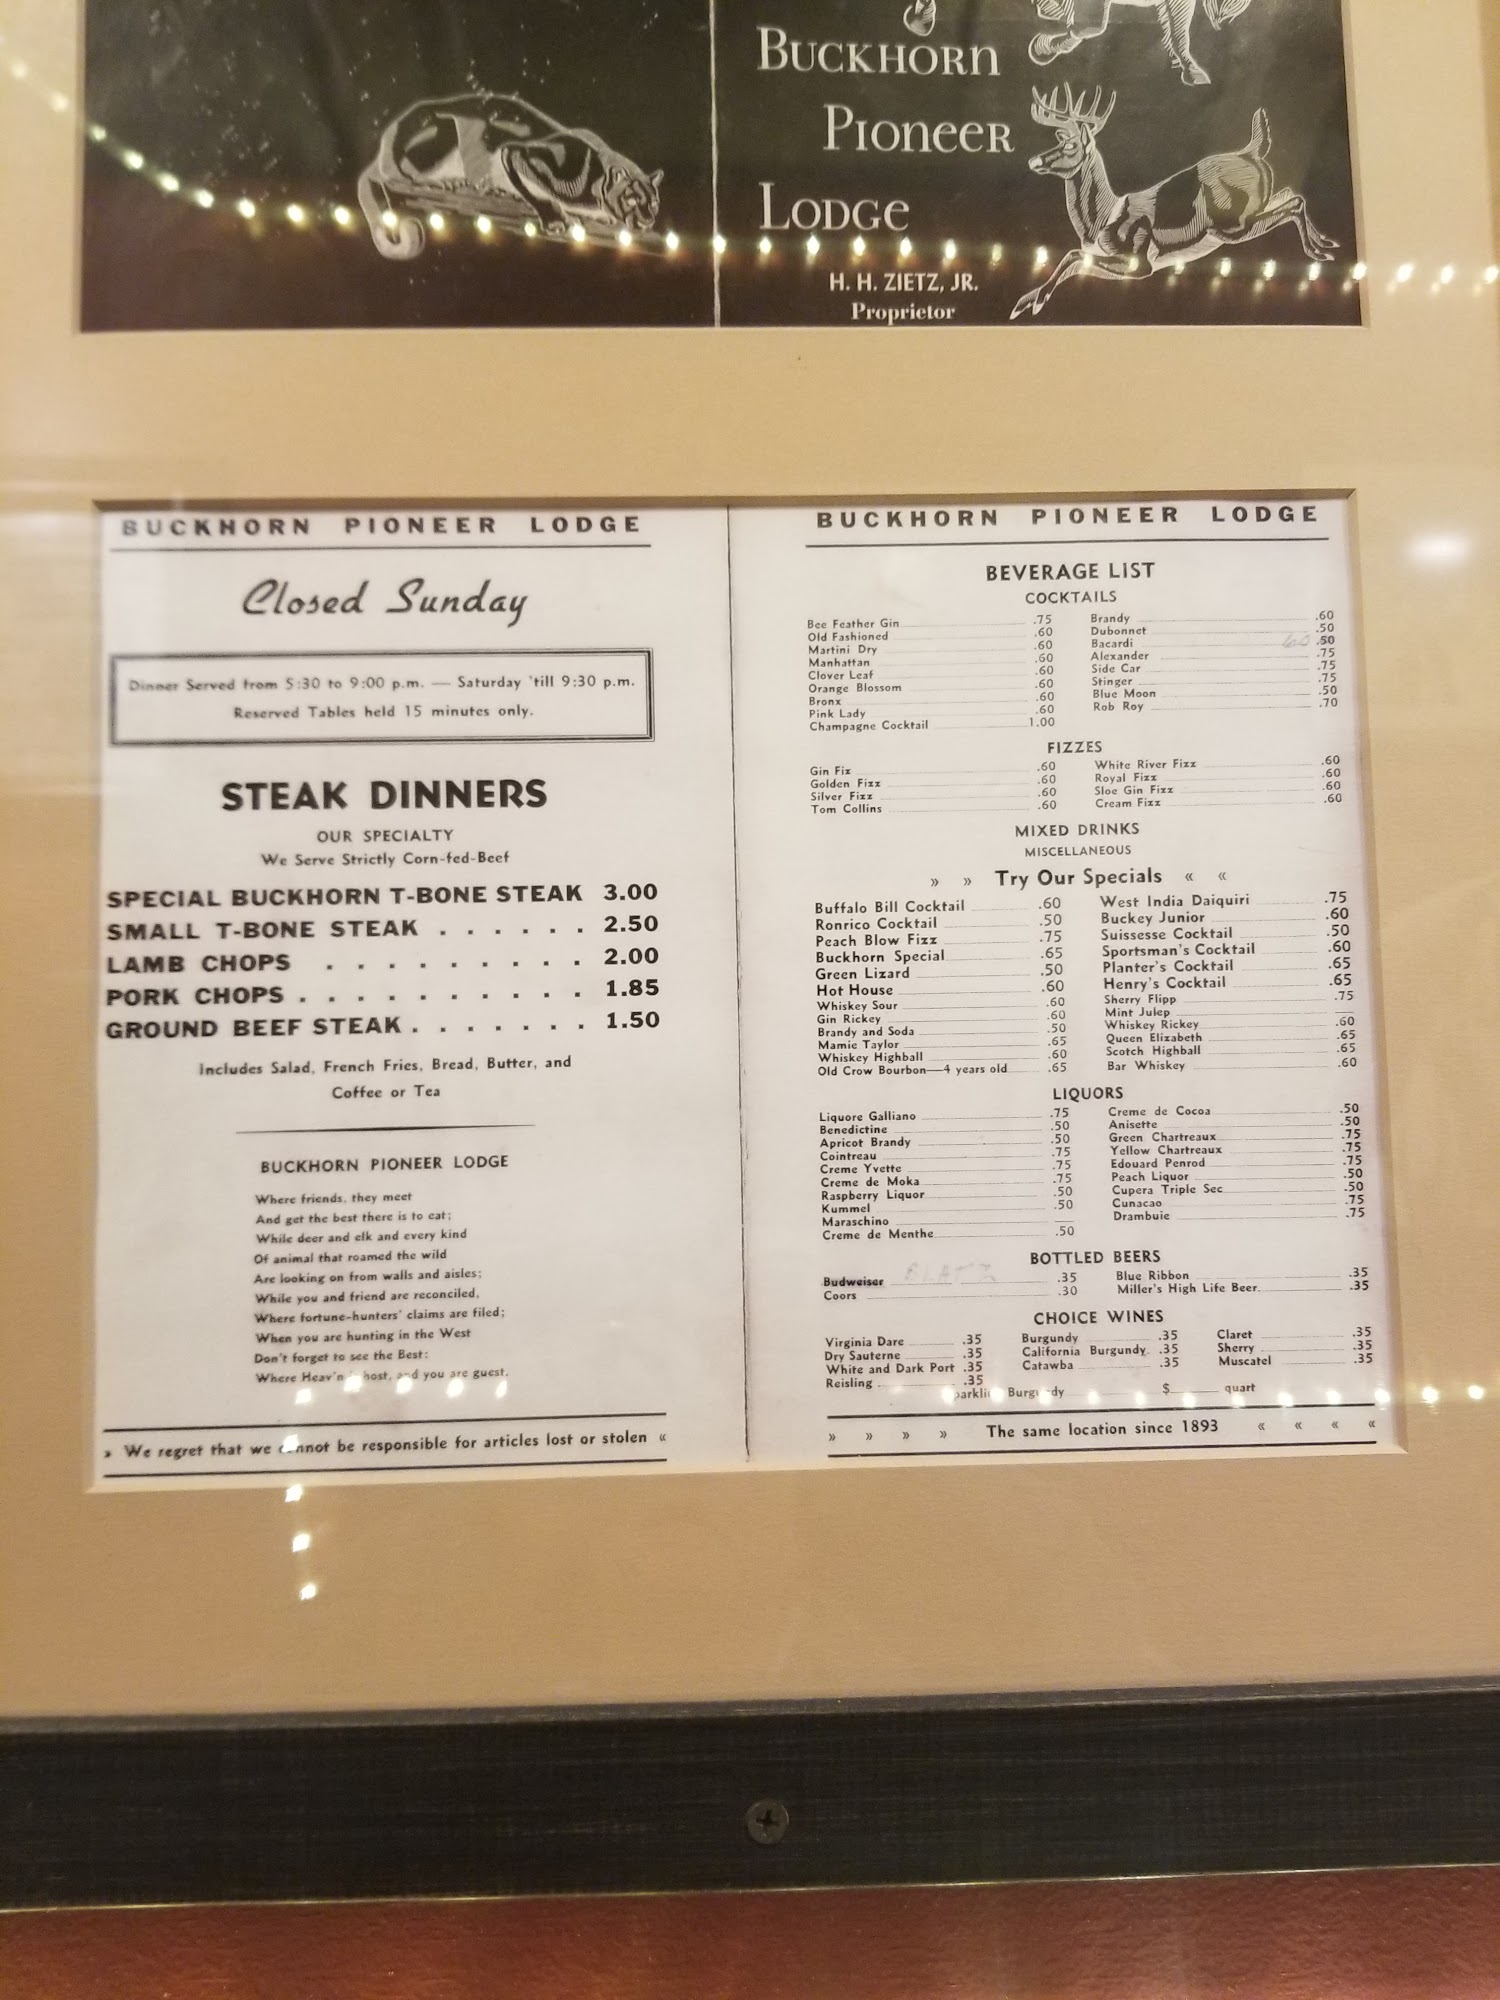 BUCKHORN
PIONEER
LODGE
H. H. ZIETZ, JR.
Proprietor
BUCKHORN PIONEER LODGE
Closed Sunday
Dinner Served from 5:30 to 9:00 p.m. — Saturday 'till 9:30 p.m.
Reserved Tables held 15 minutes only.
STEAK DINNERS
OUR SPECIALTY
We Serve Strictly Corn-fed-Beef
SPECIAL BUCKHORN T-BONE STEAK 3.00
SMALL T-BONE STEAK . . . . . . 2.50
LAMB CHOPS . . . . . . . . . 2.00
PORK CHOPS . . . . . . . . . . 1.85
GROUND BEEF STEAK . . . . . . . 1.50
Includes Salad, French Fries, Bread, Butter, and
Coffee or Tea
BUCKHORN PIONEER LODGE
Where friends, they meet
And get the best there is to eat;
While deer and elk and every kind
Of animal that roamed the wild
Are looking on from walls and aisles;
While you and friend are reconciled,
Where fortune-hunters' claims are filed;
When you are hunting in the West
Don't forget to see the Best:
Where Heav'n is host, and you are guest.
» We regret that we cannot be responsible for articles lost or stolen «
BUCKHORN PIONEER LODGE
BEVERAGE LIST
COCKTAILS
Bee Feather Gin .75
Old Fashioned .60
Martini Dry .60
Manhattan .60
Clover Leaf .60
Orange Blossom .60
Bronx .60
Pink Lady .60
Champagne Cocktail 1.00
Brandy .60
Dubonnet .50
Bacardi 60 .50
Alexander .75
Side Car .75
Stinger .75
Blue Moon .50
Rob Roy .70
FIZZES
Gin Fix .60
Golden Fizz .60
Silver Fizz .60
Tom Collins .60
White River Fizz .60
Royal Fizz .60
Sloe Gin Fizz .60
Cream Fizz .60
MIXED DRINKS
MISCELLANEOUS
» » Try Our Specials « «
Buffalo Bill Cocktail .60
Ronrico Cocktail .50
Peach Blow Fizz .75
Buckhorn Special .65
Green Lizard .50
Hot House .60
Whiskey Sour .60
Gin Rickey .60
Brandy and Soda .50
Mamie Taylor .65
Whiskey Highball .60
Old Crow Bourbon—4 years old .65
West India Daiquiri .75
Buckey Junior .60
Suissesse Cocktail .50
Sportsman's Cocktail .60
Planter's Cocktail .65
Henry's Cocktail .65
Sherry Flipp .75
Mint Julep
Whiskey Rickey .60
Queen Elizabeth .65
Scotch Highball .65
Bar Whiskey .60
LIQUORS
Liquore Galliano .75
Benedictine .50
Apricot Brandy .50
Cointreau .75
Creme Yvette .75
Creme de Moka .75
Raspberry Liquor .50
Kummel .50
Maraschino
Creme de Menthe .50
Creme de Cocoa .50
Anisette .50
Green Chartreaux .75
Yellow Chartreaux .75
Edouard Penrod .75
Peach Liquor .50
Cupera Triple Sec .50
Cunacao .75
Drambuie .75
BOTTLED BEERS
Budweiser BLATZ .35
Coors .30
Blue Ribbon .35
Miller's High Life Beer .35
CHOICE WINES
Virginia Dare .35
Dry Sauterne .35
White and Dark Port .35
Reisling .35
Burgundy .35
California Burgundy .35
Catawba .35
Claret .35
Sherry .35
Muscatel .35
Sparkling Burgundy $ quart
» » » » The same location since 1893 « « « «